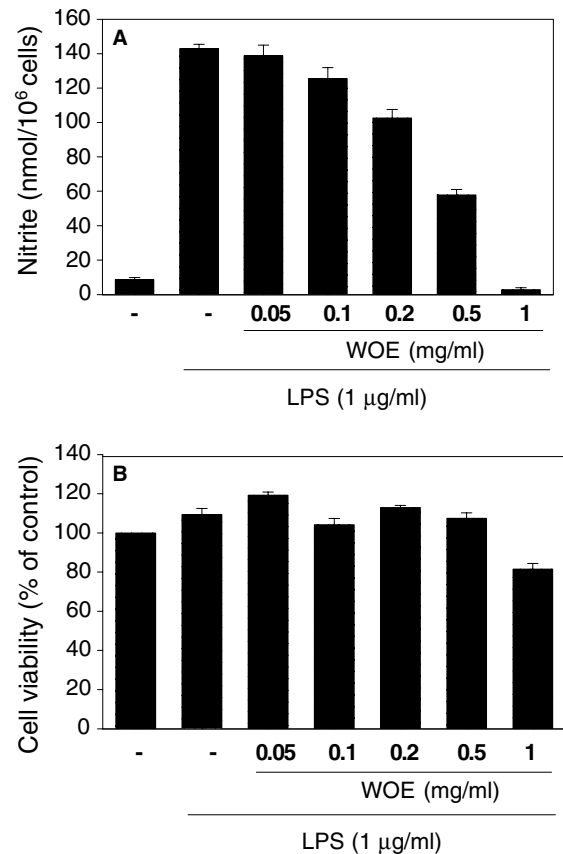 A
Nitrite (nmol/10⁶ cells)
160
140
120
100
80
60
40
20
0
- - 0.05 0.1 0.2 0.5 1
WOE (mg/ml)
LPS (1 μg/ml)
B
Cell viability (% of control)
140
120
100
80
60
40
20
0
- - 0.05 0.1 0.2 0.5 1
WOE (mg/ml)
LPS (1 μg/ml)